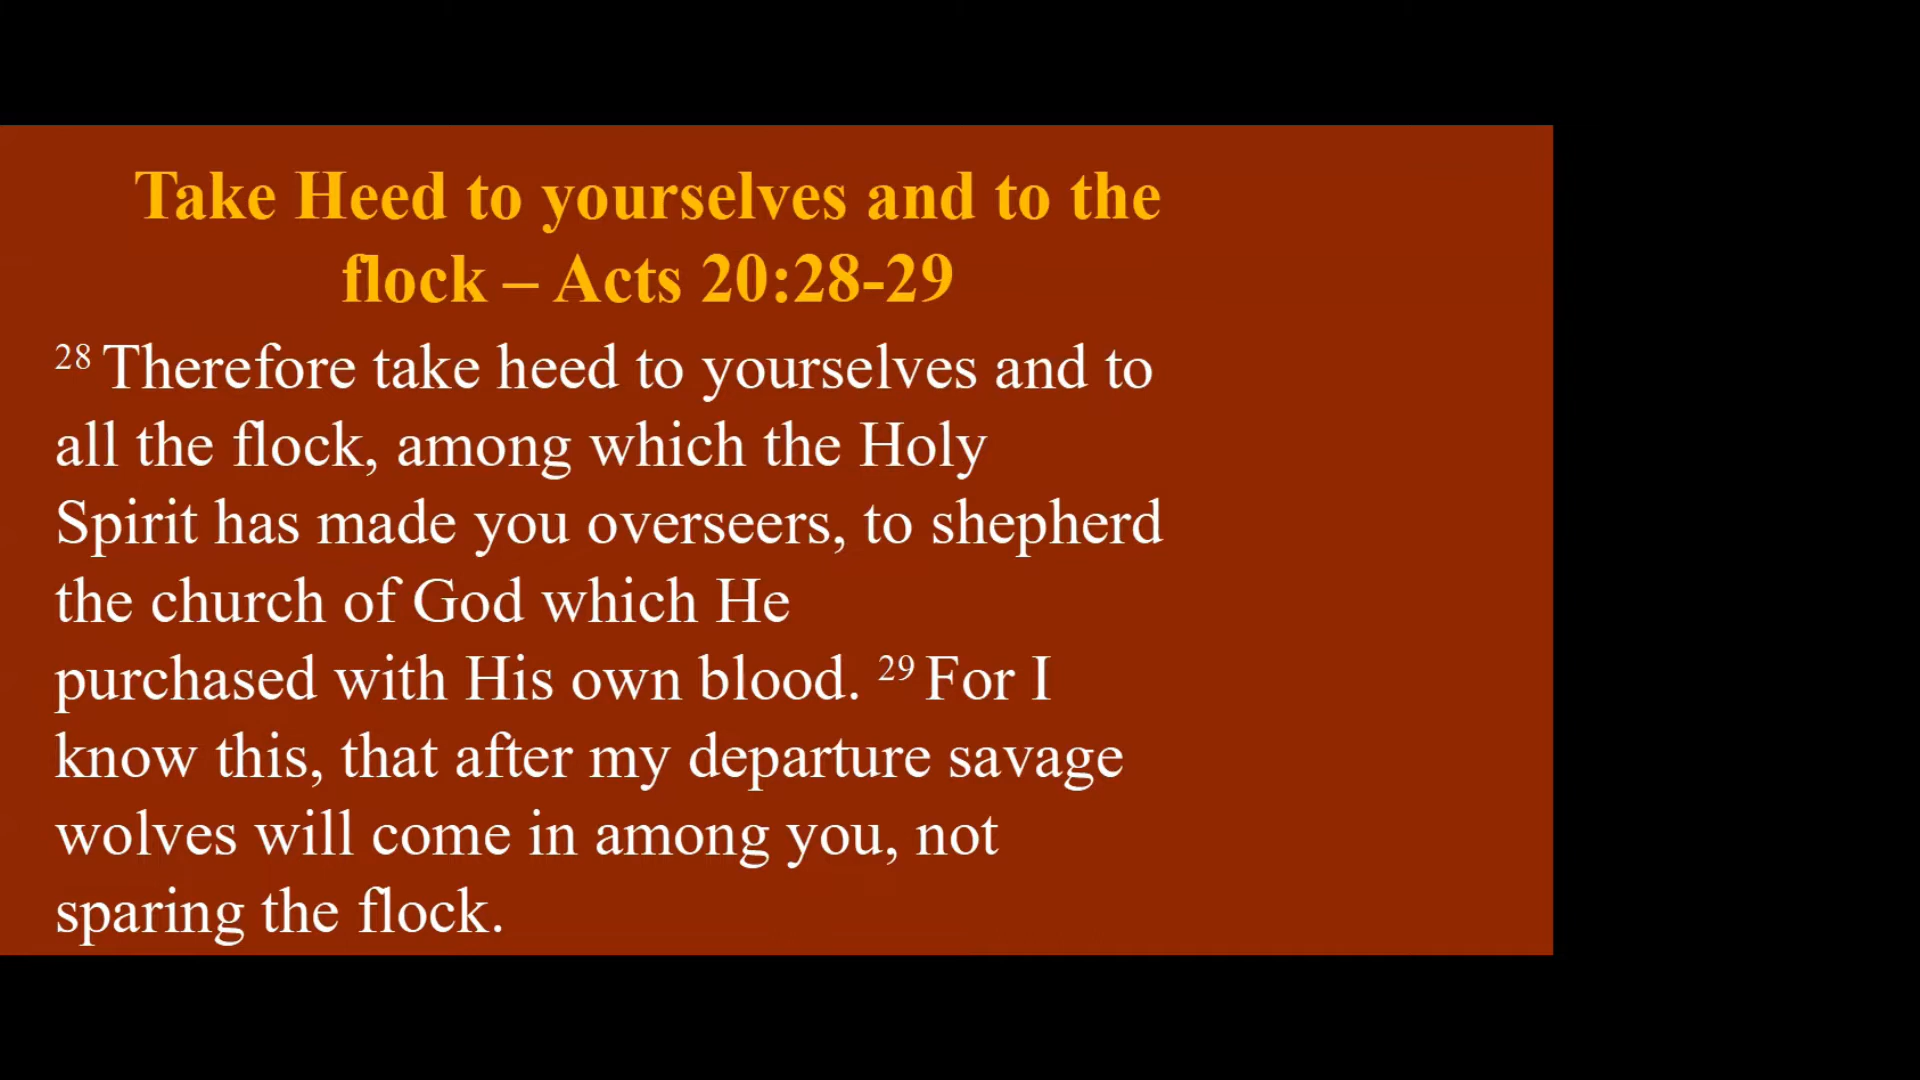 Take Heed to yourselves and to the
flock – Acts 20:28-29
28 Therefore take heed to yourselves and to
all the flock, among which the Holy
Spirit has made you overseers, to shepherd
the church of God which He
purchased with His own blood. 29 For I
know this, that after my departure savage
wolves will come in among you, not
sparing the flock.